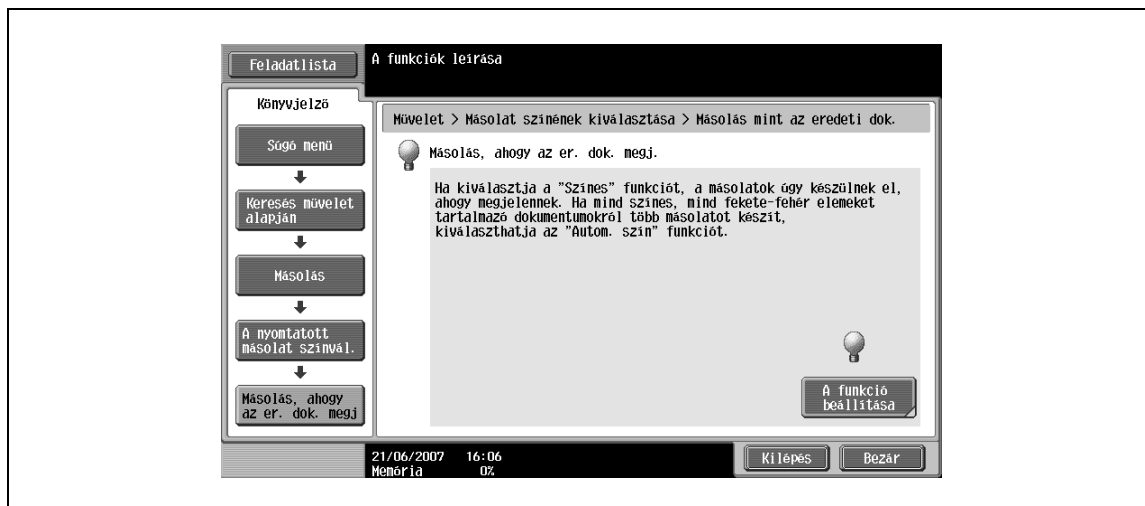 Feladatlista
A funkciók leírása
Könyvjelző
Súgó menü
Keresés művelet
alapján
Másolás
A nyomtatott
másolat színvál.
Másolás, ahogy
az er. dok. megj
Művelet > Másolat színének kiválasztása > Másolás mint az eredeti dok.
Másolás, ahogy az er. dok. megj.
Ha kiválasztja a "Színes" funkciót, a másolatok úgy készülnek el,
ahogy megjelennek. Ha mind színes, mind fekete-fehér elemeket
tartalmazó dokumentumokról több másolatot készít,
kiválaszthatja az "Autom. szín" funkciót.
A funkció
beállítása
21/06/2007 16:06
Memória 0%
Kilépés
Bezár